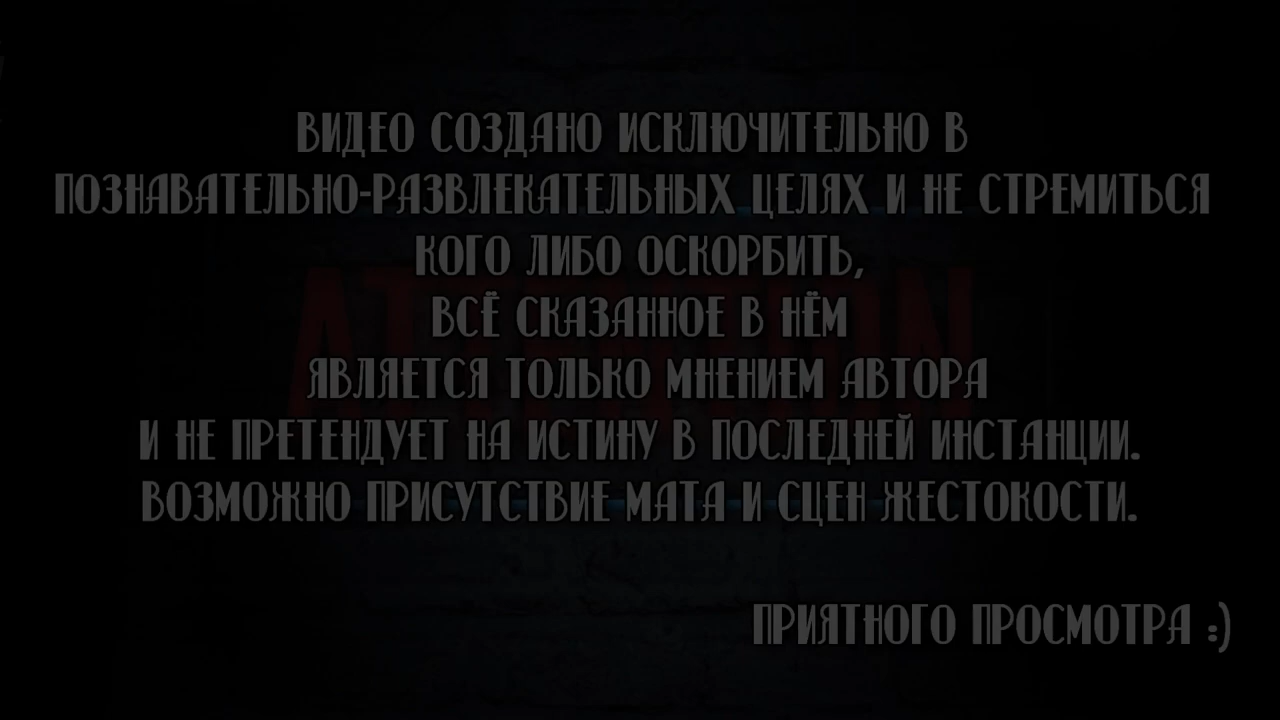 ВИДЕО СОЗДАНО ИСКЛЮЧИТЕЛЬНО В
ПОЗНАВАТЕЛЬНО-РАЗВЛЕКАТЕЛЬНЫХ ЦЕЛЯХ И НЕ СТРЕМИТЬСЯ
КОГО ЛИБО ОСКОРБИТЬ,
ВСЁ СКАЗАННОЕ В НЁМ
ЯВЛЯЕТСЯ ТОЛЬКО МНЕНИЕМ АВТОРА
И НЕ ПРЕТЕНДУЕТ НА ИСТИНУ В ПОСЛЕДНЕЙ ИНСТАНЦИИ.
ВОЗМОЖНО ПРИСУТСТВИЕ МАТА И СЦЕН ЖЕСТОКОСТИ.
ПРИЯТНОГО ПРОСМОТРА :)
ATTENTION